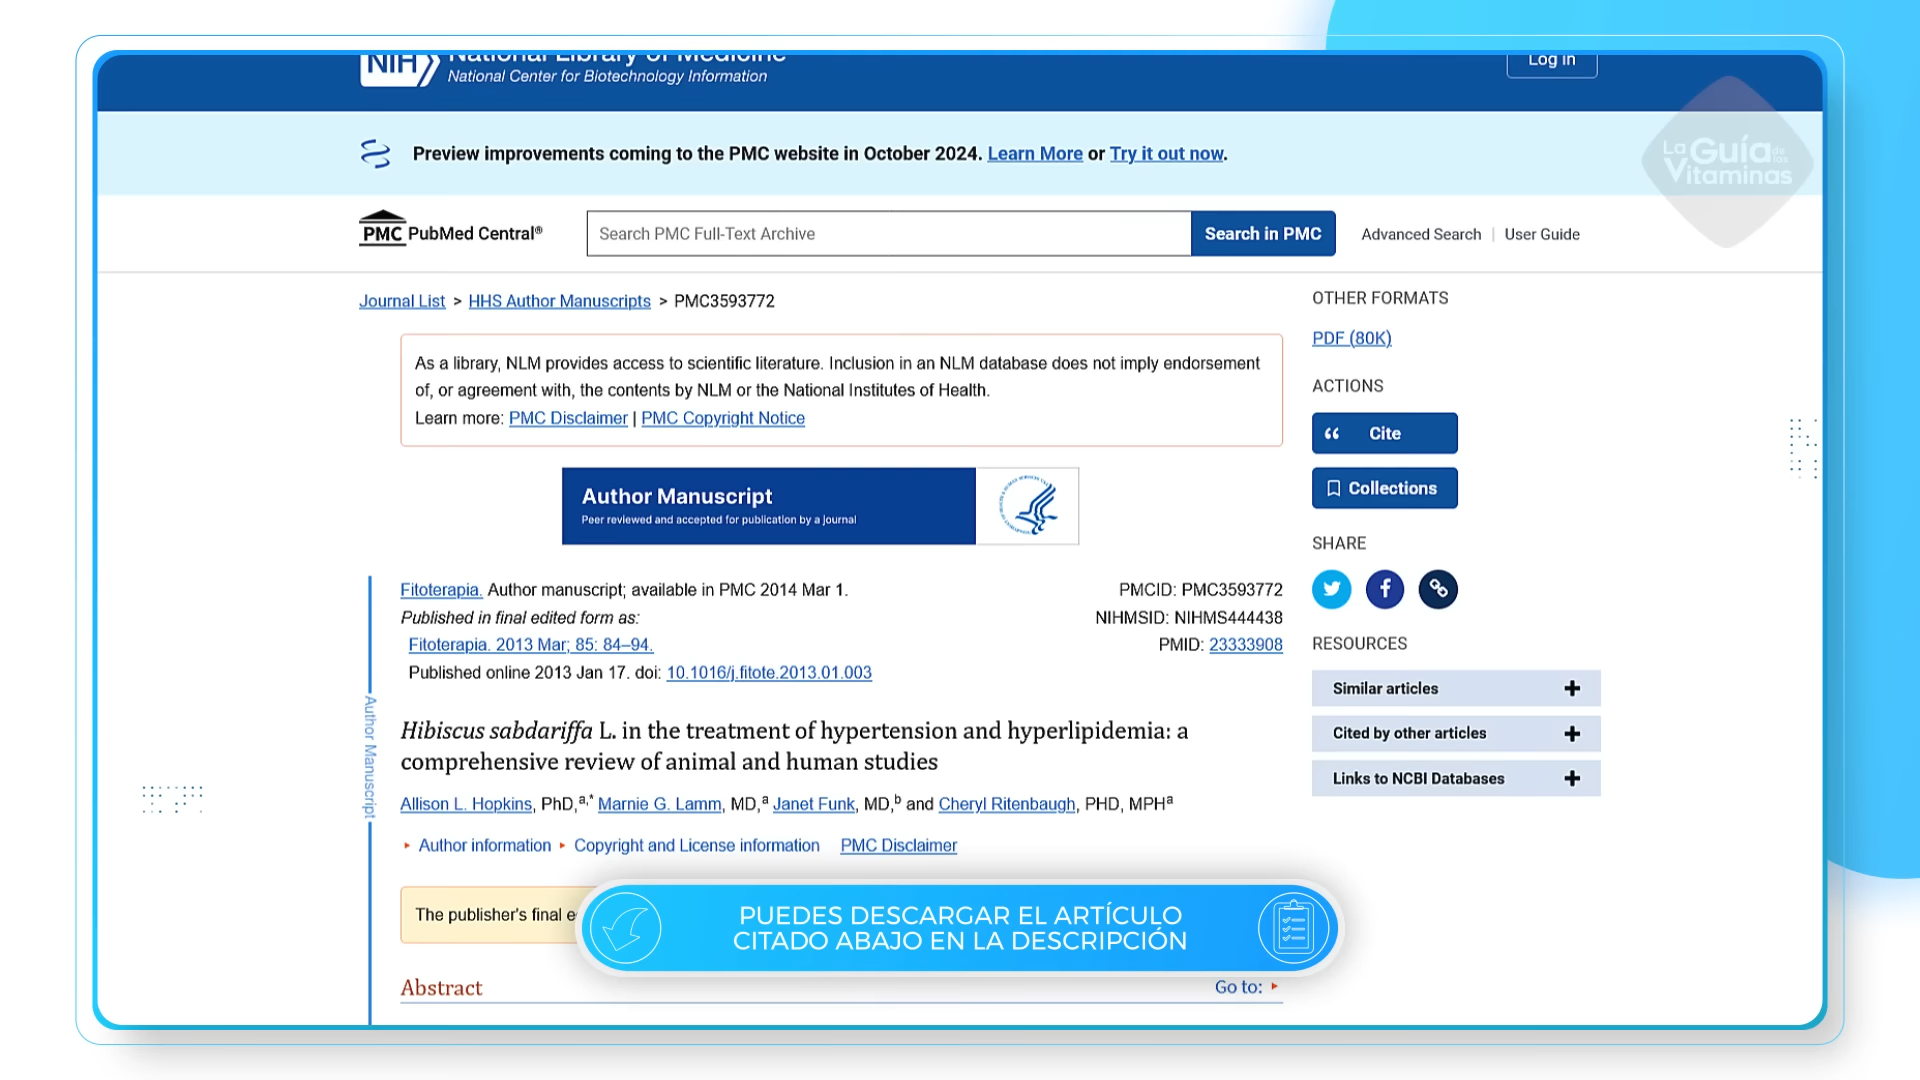 NIH National Library of Medicine
National Center for Biotechnology Information
Log in
Preview improvements coming to the PMC website in October 2024. Learn More or Try it out now.
La Guía de las
Vitaminas
PMC PubMed Central®
Search PMC Full-Text Archive
Search in PMC
Advanced Search | User Guide
Journal List > HHS Author Manuscripts > PMC3593772
As a library, NLM provides access to scientific literature. Inclusion in an NLM database does not imply endorsement
of, or agreement with, the contents by NLM or the National Institutes of Health.
Learn more: PMC Disclaimer | PMC Copyright Notice
Author Manuscript
Peer reviewed and accepted for publication by a journal
Fitoterapia. Author manuscript; available in PMC 2014 Mar 1.
Published in final edited form as:
Fitoterapia. 2013 Mar; 85: 84–94.
Published online 2013 Jan 17. doi: 10.1016/j.fitote.2013.01.003
PMCID: PMC3593772
NIHMSID: NIHMS444438
PMID: 23333908
Author Manuscript
Hibiscus sabdariffa L. in the treatment of hypertension and hyperlipidemia: a
comprehensive review of animal and human studies
Allison L. Hopkins, PhD,a,* Marnie G. Lamm, MD,a Janet Funk, MD,b and Cheryl Ritenbaugh, PHD, MPHa
Author information Copyright and License information PMC Disclaimer
The publisher's final e
PUEDES DESCARGAR EL ARTÍCULO
CITADO ABAJO EN LA DESCRIPCIÓN
Abstract
Go to:
OTHER FORMATS
PDF (80K)
ACTIONS
Cite
Collections
SHARE
RESOURCES
Similar articles
Cited by other articles
Links to NCBI Databases